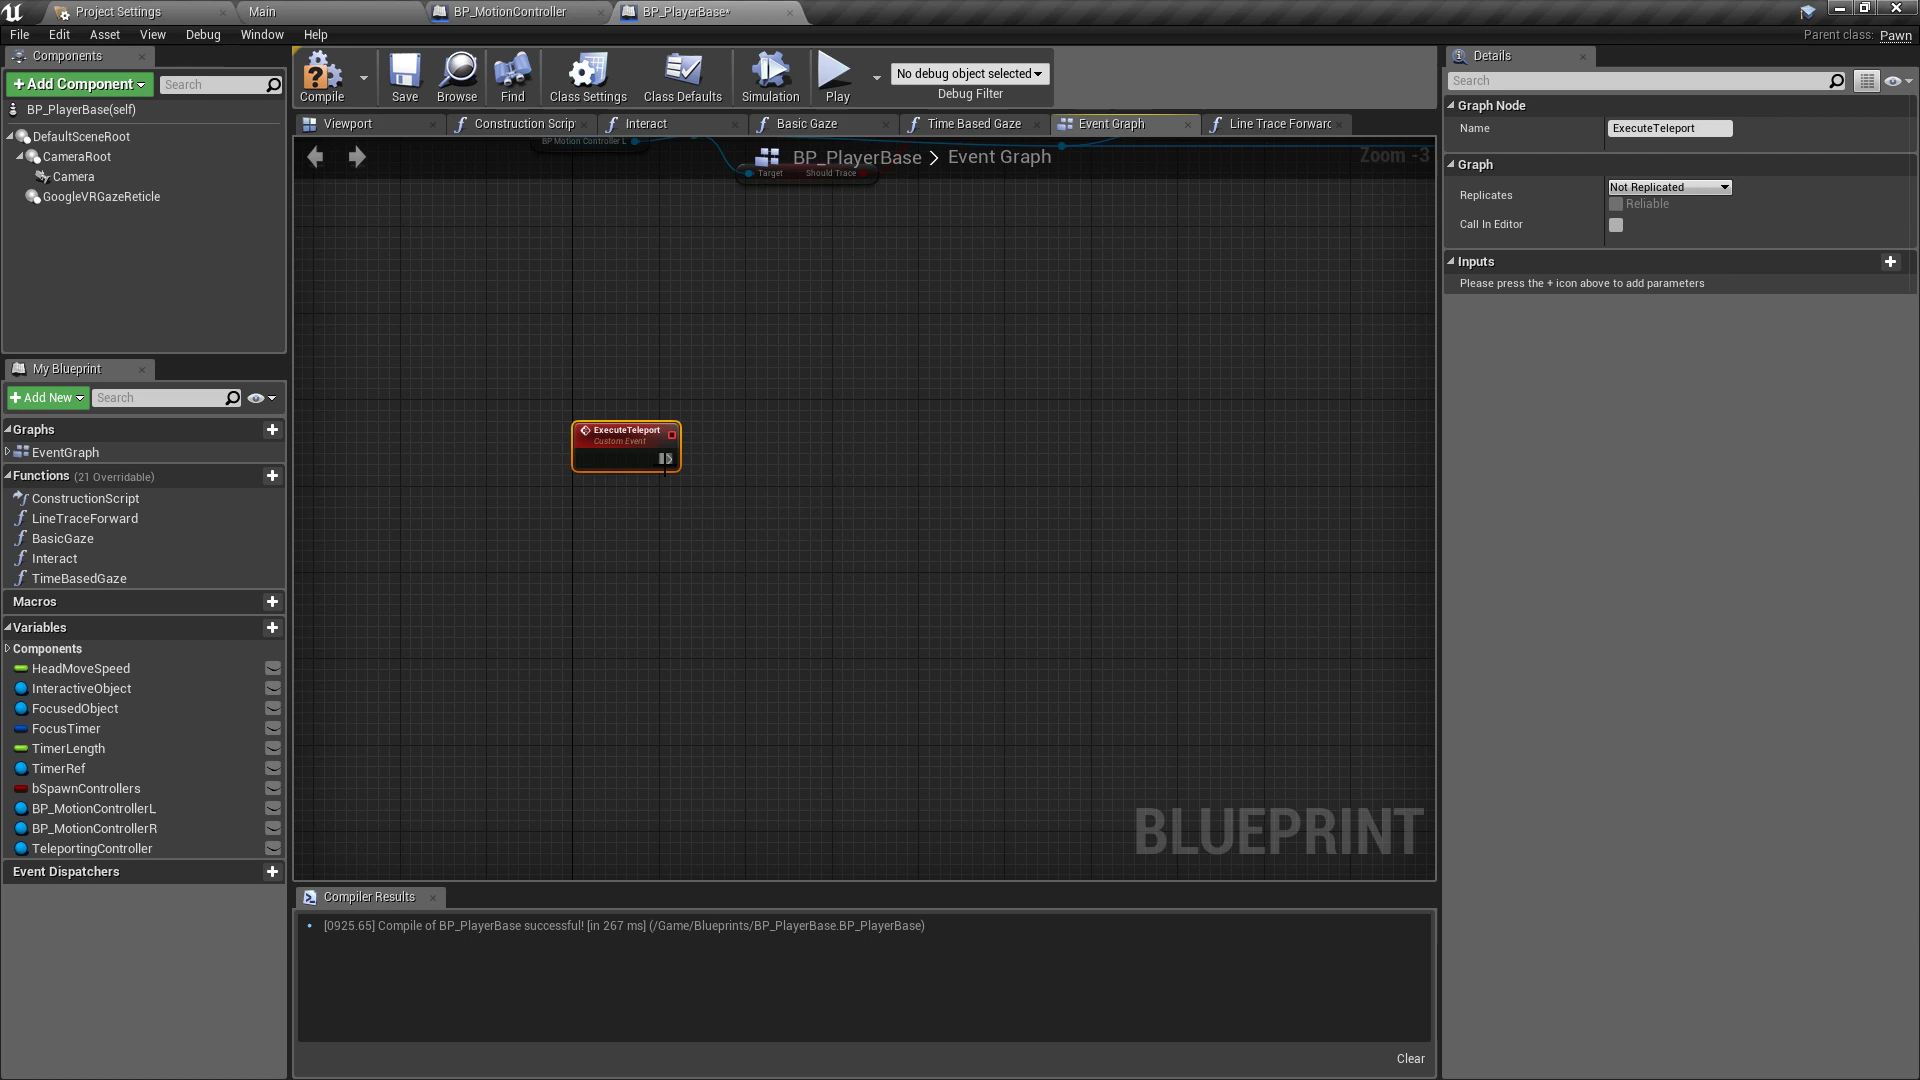 Project Settings
Main
BP_MotionController
BP_PlayerBase*
File Edit Asset View Debug Window Help
Parent class: Pawn
Components
+ Add Component
Search
BP_PlayerBase(self)
DefaultSceneRoot
CameraRoot
Camera
GoogleVRGazeReticle
My Blueprint
+ Add New
Search
Graphs
EventGraph
Functions (21 Overridable)
ConstructionScript
LineTraceForward
BasicGaze
Interact
TimeBasedGaze
Macros
Variables
Components
HeadMoveSpeed
InteractiveObject
FocusedObject
FocusTimer
TimerLength
TimerRef
bSpawnControllers
BP_MotionControllerL
BP_MotionControllerR
TeleportingController
Event Dispatchers
Compile
Save
Browse
Find
Class Settings
Class Defaults
Simulation
Play
No debug object selected
Debug Filter
Viewport
Construction Scrip
Interact
Basic Gaze
Time Based Gaze
Event Graph
Line Trace Forward
BP Motion Controller L
BP_PlayerBase > Event Graph
Zoom -3
Target Should Trace
ExecuteTeleport
Custom Event
BLUEPRINT
Compiler Results
• [0925.65] Compile of BP_PlayerBase successful! [in 267 ms] (/Game/Blueprints/BP_PlayerBase.BP_PlayerBase)
Clear
Details
Search
Graph Node
Name ExecuteTeleport
Graph
Replicates Not Replicated
Reliable
Call In Editor
Inputs
Please press the + icon above to add parameters